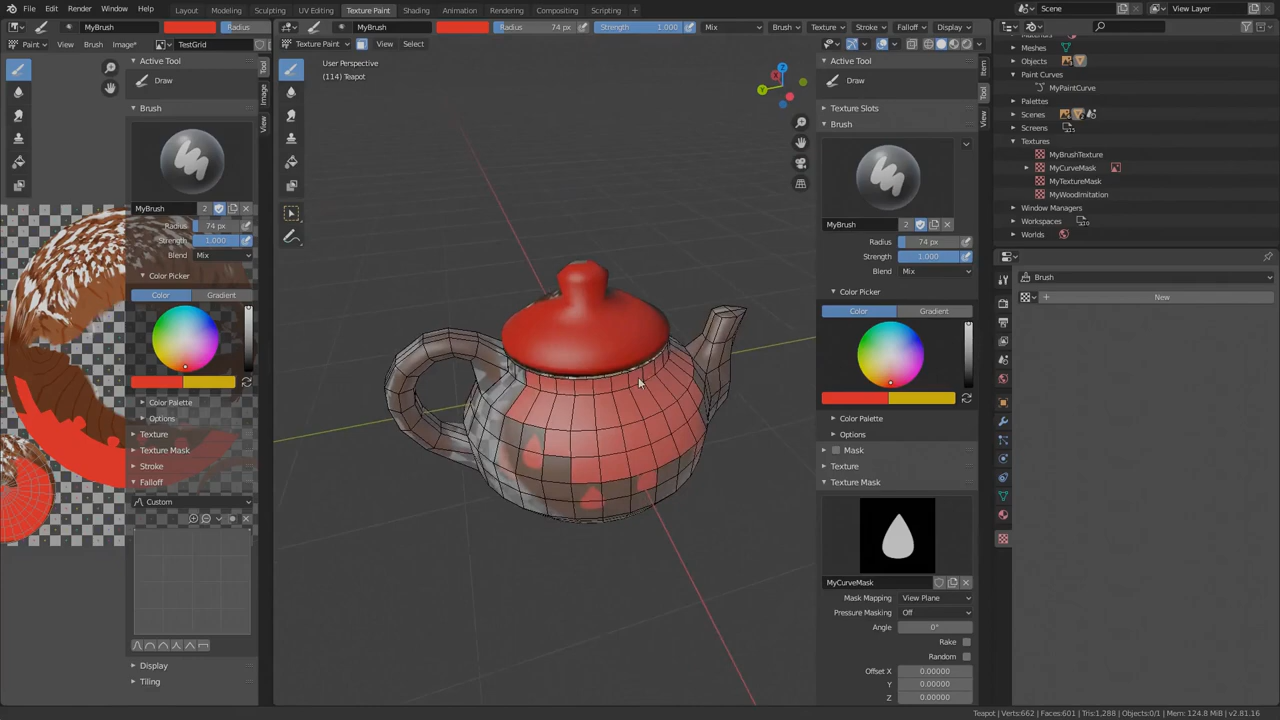 File Edit Render Window Help
Layout Modeling Sculpting UV Editing Texture Paint Shading Animation Rendering Compositing Scripting
Scene View Layer
MyBrush Radius MyBrush Radius 74 px Strength 1.000 Mix Brush Texture Stroke Falloff Display
Paint View Brush Image* TestGrid Texture Paint View Select
Active Tool
Draw
Brush
MyBrush 2
Radius 74 px
Strength 1.000
Blend Mix
Color Picker
Color Gradient
Color Palette
Options
Texture
Texture Mask
Stroke
Falloff
Custom
Display
Tiling
Tool
Image
View
User Perspective
(114) Teapot
Z
Y
X
Active Tool
Draw
Texture Slots
Brush
MyBrush 2
Radius 74 px
Strength 1.000
Blend Mix
Color Picker
Color Gradient
Color Palette
Options
Mask
Texture
Texture Mask
MyCurveMask
Mask Mapping View Plane
Pressure Masking Off
Angle 0°
Rake
Random
Offset X 0.00000
Y 0.00000
Z 0.00000
Item
Tool
View
Meshes
Objects
Paint Curves
MyPaintCurve
Palettes
Scenes
Screens
Textures
MyBrushTexture
MyCurveMask
MyTextureMask
MyWoodimitation
Window Managers
Workspaces
Worlds
Brush
New
Teapot | Verts:662 | Faces:601 | Tris:1,288 | Objects:0/1 | Mem: 124.8 MiB | v2.81.16